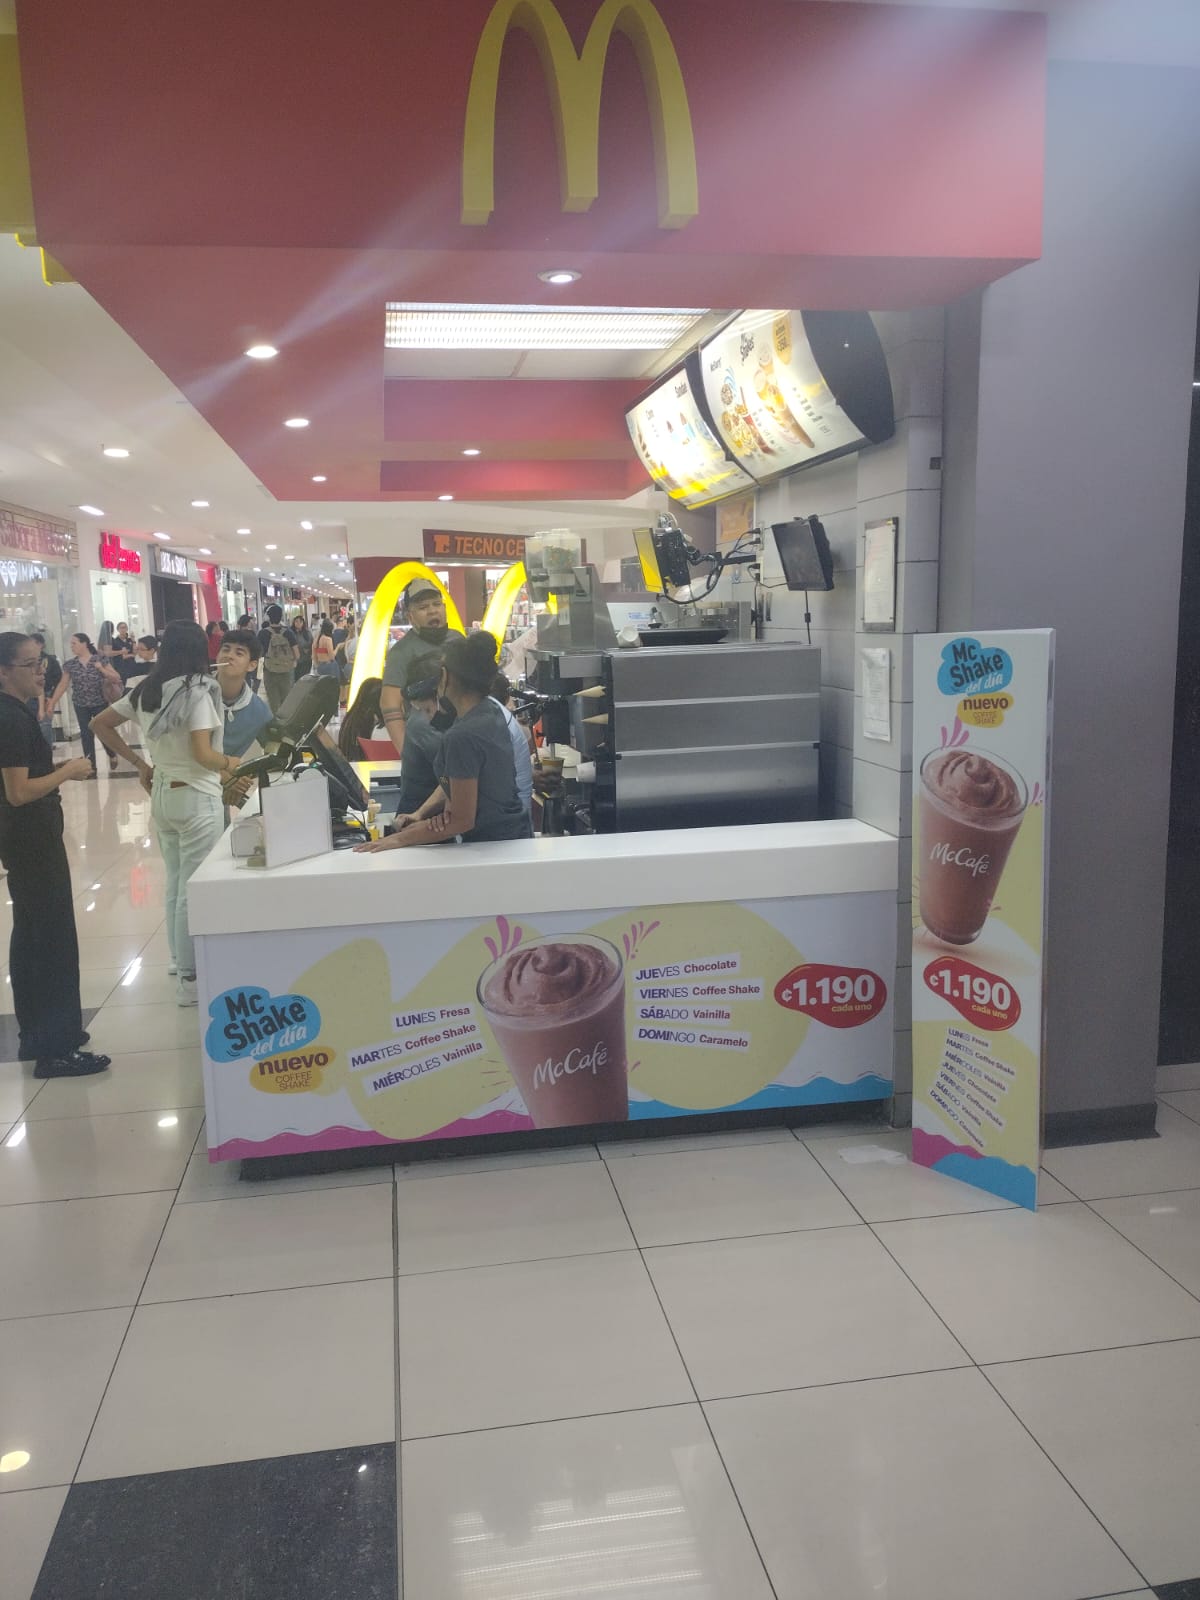 M
TECNO CE
Mc
Shake
del día
nuevo
COFFEE
SHAKE
LUNES Fresa
MARTES Coffee Shake
MIÉRCOLES Vainilla
McCafé
JUEVES Chocolate
VIERNES Coffee Shake
SÁBADO Vainilla
DOMINGO Caramelo
¢1.190
cada uno
Mc
Shake
del día
nuevo
COFFEE
SHAKE
McCafé
¢1.190
cada uno
LUNES Fresa
MARTES Coffee Shake
MIÉRCOLES Vainilla
JUEVES Chocolate
VIERNES Coffee Shake
SÁBADO Vainilla
DOMINGO Caramelo